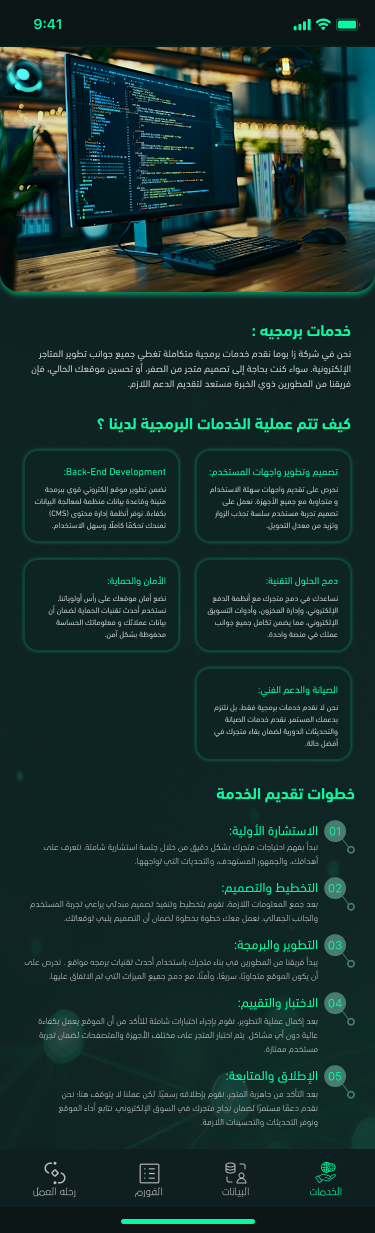 9:41
خدمات برمجيه :
نحن في شركة زا بوما نقدم خدمات برمجية متكاملة تغطي جميع جوانب تطوير المتاجر
الإلكترونية. سواء كنت بحاجة إلى تصميم متجر من الصفر، أو تحسين موقعك الحالي، فإن
فريقنا من المطورين ذوي الخبرة مستعد لتقديم الدعم اللازم.
كيف تتم عملية الخدمات البرمجية لدينا ؟
تصميم وتطوير واجهات المستخدم:
نحرص على تقديم واجهات سهلة الاستخدام
و متجاوبة مع جميع الأجهزة. نعمل على
تصميم تجربة مستخدم سلسة تجذب الزوار
وتزيد من معدل التحويل.
Back-End Development:
نضمن تطوير موقع إلكتروني قوي ببرمجة
متينة وقاعدة بيانات منظمة لمعالجة البيانات
بكفاءة. نوفر أنظمة إدارة محتوى (CMS)
تمنحك تحكمًا كاملًا وسهل الاستخدام.
دمج الحلول التقنية:
نساعدك في دمج متجرك مع أنظمة الدفع
الإلكتروني، وإدارة المخزون، وأدوات التسويق
الإلكتروني، مما يضمن تكامل جميع جوانب
عملك في منصة واحدة.
الأمان والحماية:
نضع أمان موقعك على رأس أولوياتنا.
نستخدم أحدث تقنيات الحماية لضمان أن
بيانات عملائك و معلوماتك الحساسة
محفوظة بشكل آمن.
الصيانة والدعم الفني:
نحن لا نقدم خدمات برمجية فقط، بل نلتزم
بدعمك المستمر. نقدم خدمات الصيانة
والتحديثات الدورية لضمان بقاء متجرك في
أفضل حالة.
خطوات تقديم الخدمة
01 الاستشارة الأولية:
نبدأ بفهم احتياجات متجرك بشكل دقيق من خلال جلسة استشارية شاملة. نتعرف على
أهدافك، والجمهور المستهدف، والتحديات التي تواجهها.
02 التخطيط والتصميم:
بعد جمع المعلومات اللازمة، نقوم بتخطيط وتنفيذ تصميم مبدئي يراعي تجربة المستخدم
والجانب الجمالي. نعمل معك خطوة بخطوة لضمان أن التصميم يلبي توقعاتك.
03 التطوير والبرمجة:
يبدأ فريقنا من المطورين في بناء متجرك باستخدام أحدث تقنيات برمجه مواقع . نحرص على
أن يكون الموقع متجاوبًا، سريعًا، وآمنًا، مع دمج جميع الميزات التي تم الاتفاق عليها.
04 الاختبار والتقييم:
بعد إكمال عملية التطوير، نقوم بإجراء اختبارات شاملة للتأكد من أن الموقع يعمل بكفاءة
عالية دون أي مشاكل. يتم اختبار المتجر على مختلف الأجهزة والمتصفحات لضمان تجربة
مستخدم ممتازة.
05 الإطلاق والمتابعة:
بعد التأكد من جاهزية المتجر، نقوم بإطلاقه رسميًا. لكن عملنا لا يتوقف هنا؛ نحن
نقدم دعمًا مستمرًا لضمان نجاح متجرك في السوق الإلكتروني. نتابع أداء الموقع
ونوفر التحديثات والتحسينات اللازمة.
الخدمات
البيانات
الفورم
رحله العمل